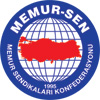 MEMUR-SEN
1995
MEMUR SENDİKALARI KONFEDERASYONU